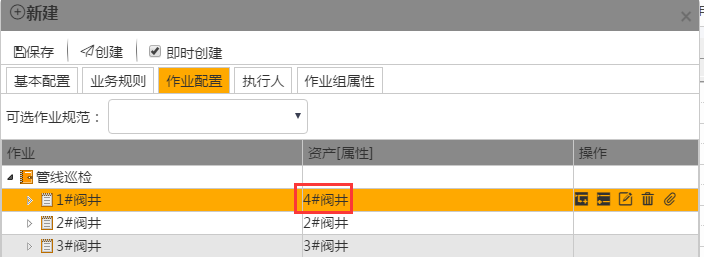 新建
保存 创建 即时创建
基本配置 业务规则 作业配置 执行人 作业组属性
可选作业规范：
作业 资产[属性] 操作
管线巡检
1#阀井 4#阀井
2#阀井 2#阀井
3#阀井 3#阀井